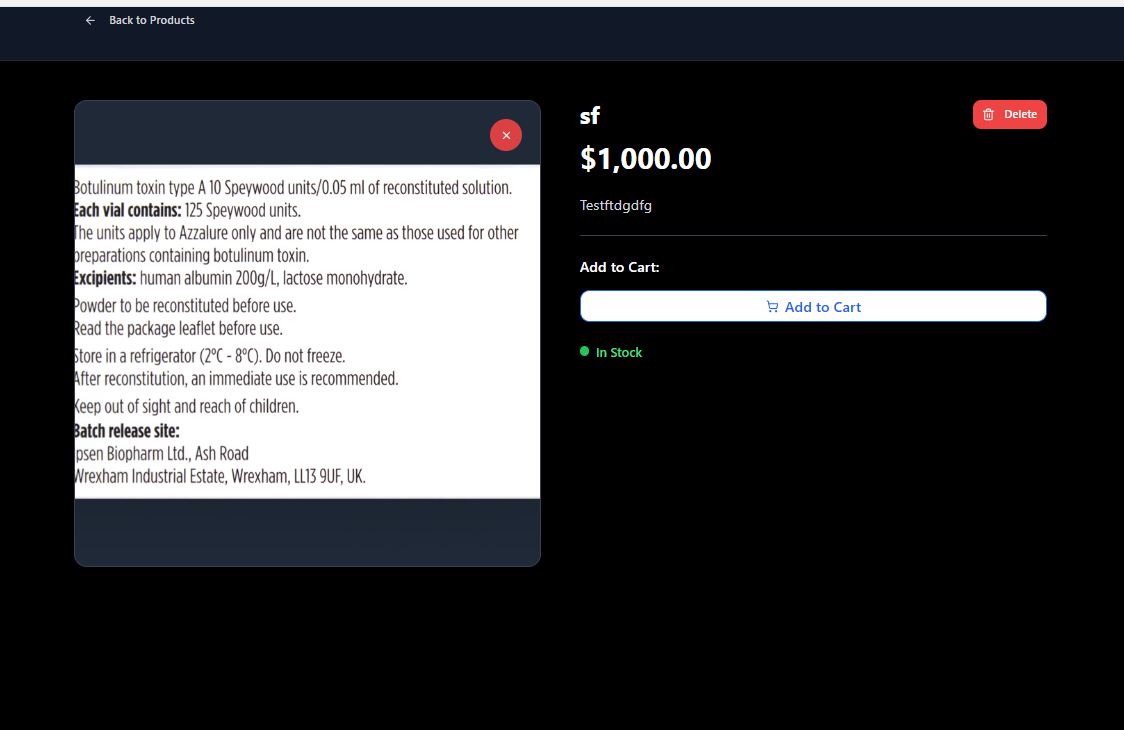 Back to Products
Botulinum toxin type A 10 Speywood units/0.05 ml of reconstituted solution.
Each vial contains: 125 Speywood units.
The units apply to Azzalure only and are not the same as those used for other
preparations containing botulinum toxin.
Excipients: human albumin 200g/L, lactose monohydrate.
Powder to be reconstituted before use.
Read the package leaflet before use.
Store in a refrigerator (2°C - 8°C). Do not freeze.
After reconstitution, an immediate use is recommended.
Keep out of sight and reach of children.
Batch release site:
Ipsen Biopharm Ltd., Ash Road
Wrexham Industrial Estate, Wrexham, LL13 9UF, UK.
sf
Delete
$1,000.00
Testftdgdfg
Add to Cart:
Add to Cart
In Stock